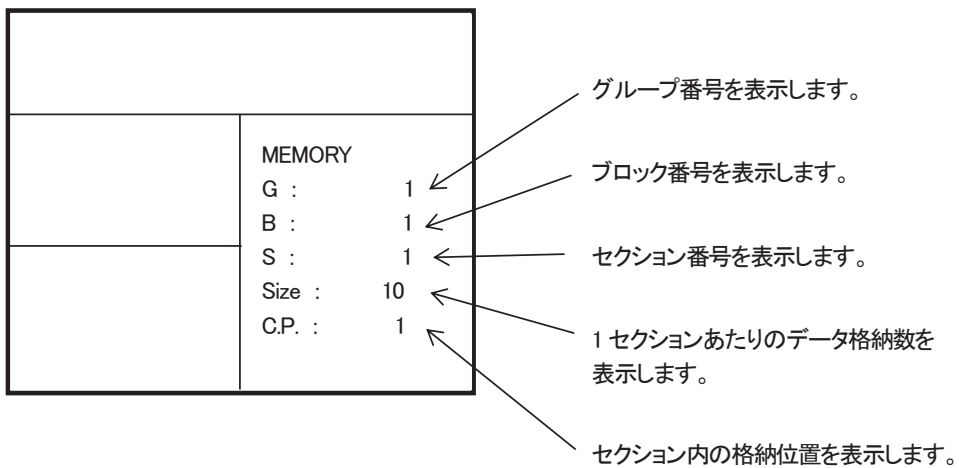 グループ番号を表示します。
MEMORY
ブロック番号を表示します。
G : 1
B : 1
セクション番号を表示します。
S : 1
Size : 10
1 セクションあたりのデータ格納数を
表示します。
C.P. : 1
セクション内の格納位置を表示します。